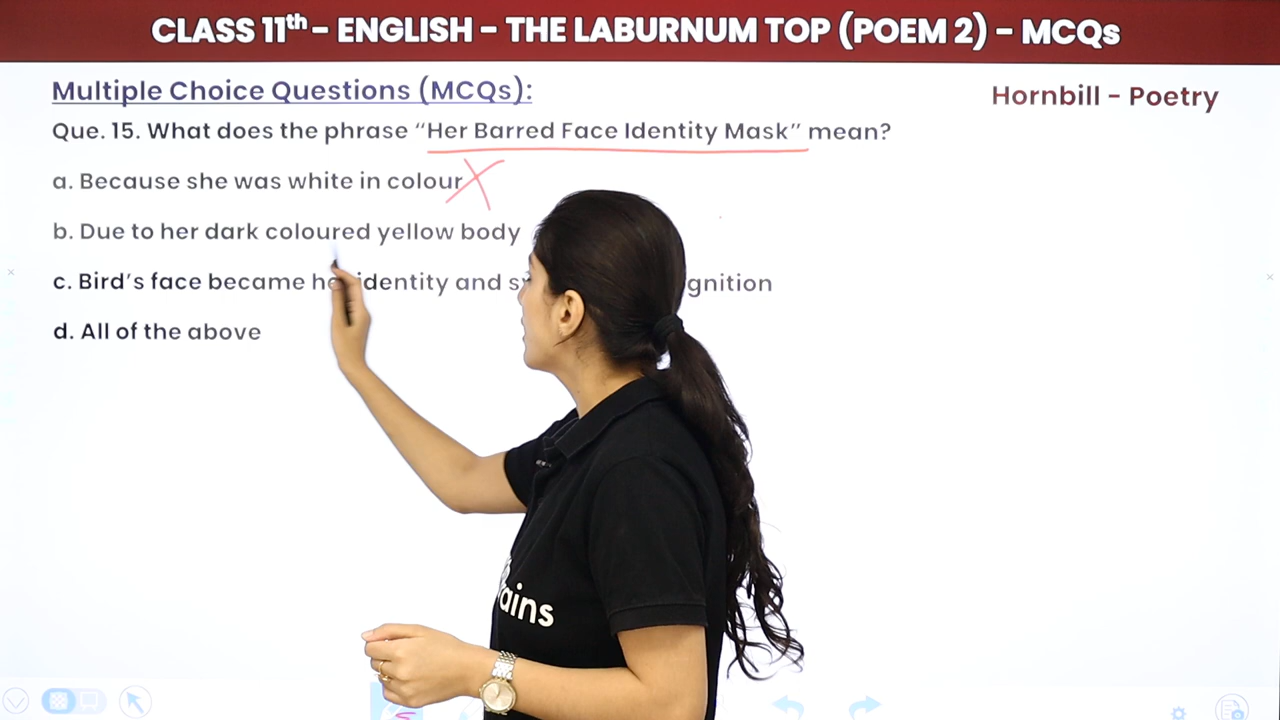 CLASS 11th - ENGLISH - THE LABURNUM TOP (POEM 2) - MCQs
Multiple Choice Questions (MCQs):
Hornbill - Poetry
Que. 15. What does the phrase "Her Barred Face Identity Mask" mean?
a. Because she was white in colour
b. Due to her dark coloured yellow body
c. Bird's face became identity and
d. All of the above